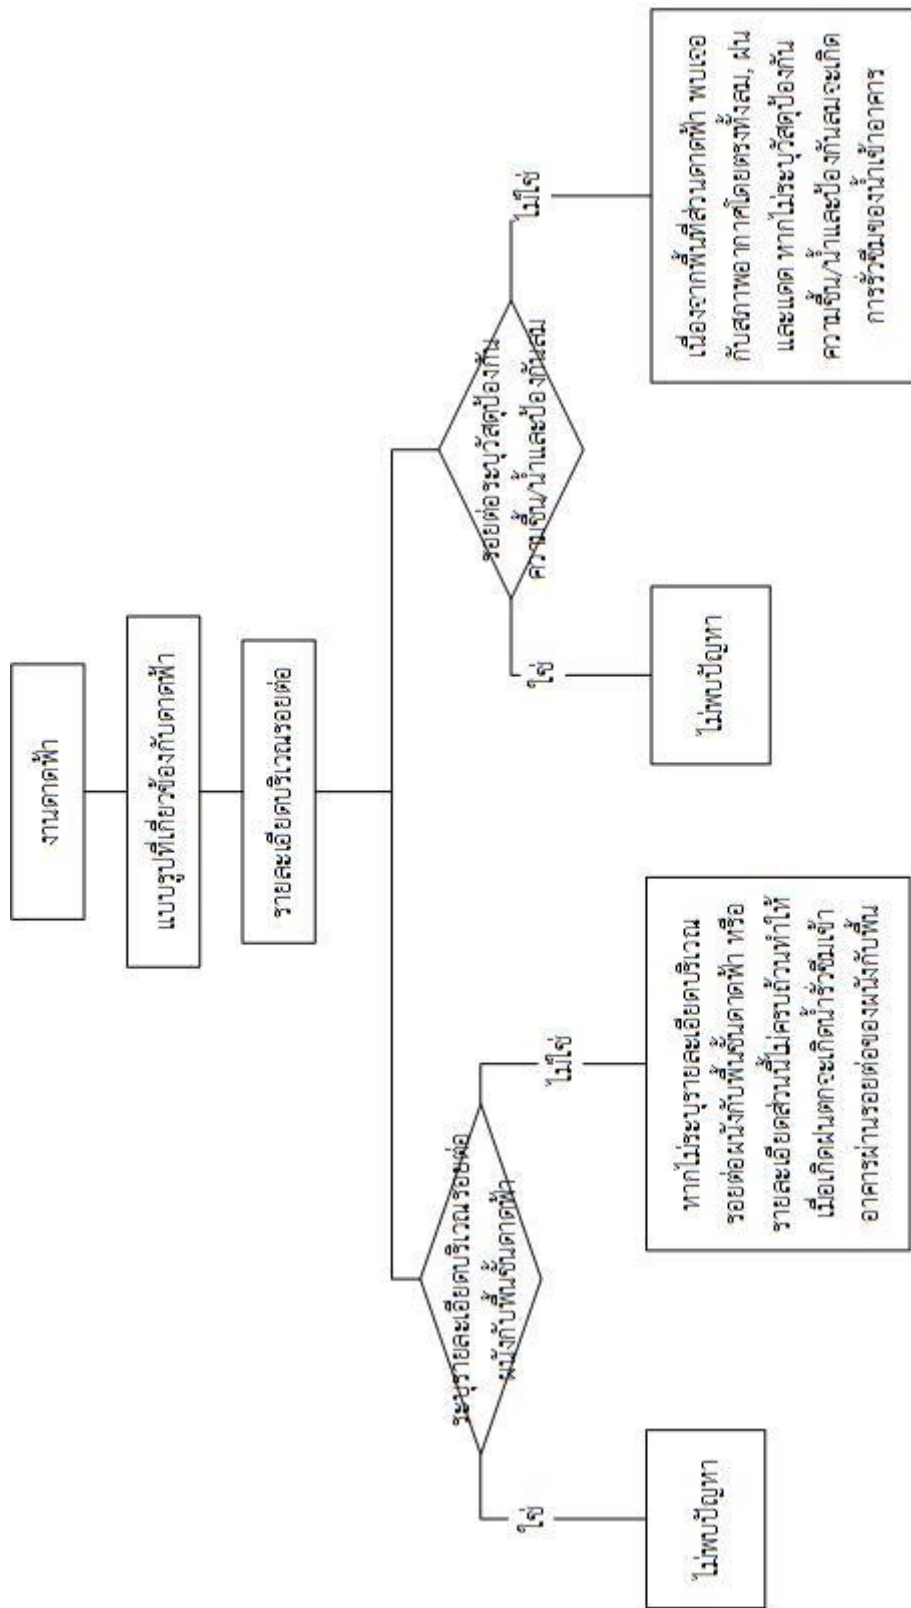 งานดาดฟ้า
แบบรูปที่เกี่ยวข้องกับดาดฟ้า
รายละเอียดบริเวณรอยต่อ
ระบุรายละเอียดบริเวณรอยต่อ
ผนังกับพื้นชั้นดาดฟ้า
ใช่
ไม่ใช่
ไม่พบปัญหา
หากไม่ระบุรายละเอียดบริเวณ
รอยต่อผนังกับพื้นชั้นดาดฟ้า หรือ
รายละเอียดส่วนนี้ไม่ครบถ้วนทำให้
เมื่อเกิดฝนตกจะเกิดน้ำรั่วซึมเข้า
อาคารผ่านรอยต่อของผนังกับพื้น
รอยต่อระบุวัสดุป้องกัน
ความชื้น/น้ำและป้องกันลม
ใช่
ไม่ใช่
ไม่พบปัญหา
เนื่องจากพื้นที่ส่วนดาดฟ้า พบเจอ
กับสภาพอากาศโดยตรงทั้งลม, ฝน
และแดด หากไม่ระบุวัสดุป้องกัน
ความชื้น/น้ำและป้องกันลมจะเกิด
การรั่วซึมของน้ำเข้าอาคาร